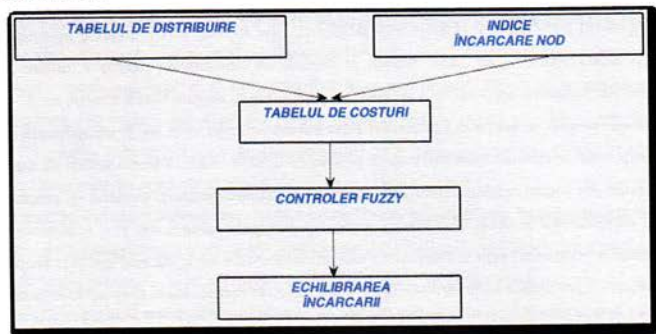 TABELUL DE DISTRIBUIRE
INDICE
ÎNCARCARE NOD
TABELUL DE COSTURI
CONTROLER FUZZY
ECHILIBRAREA
ÎNCARCARII